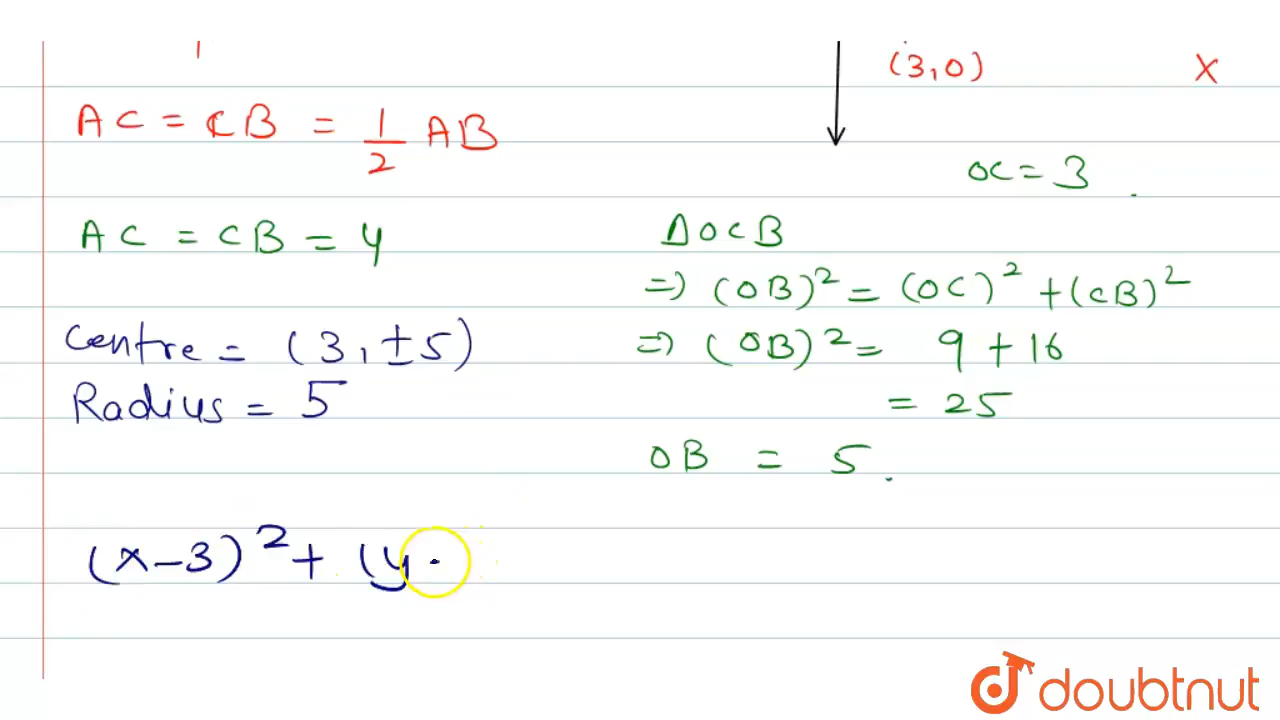 AC = CB = 1/2 AB
AC = CB = 4
Centre = (3, ±5)
Radius = 5
(x-3)² + (y -
(3,0)
X
OC = 3
Δ OCB
=> (OB)² = (OC)² + (CB)²
=> (OB)² = 9 + 16
= 25
OB = 5.
doubtnut